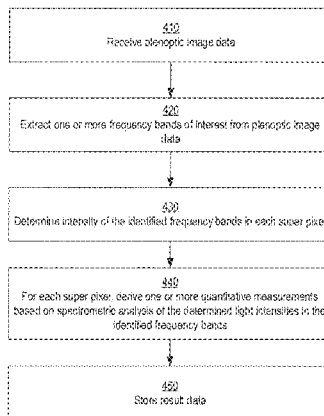 410
Receive plenoptic image data
420
Extract one or more frequency bands of interest from plenoptic image
data
430
Determine intensity of the identified frequency bands in each super pixel
440
For each super pixel, derive one or more quantitative measurements
based on spectrometric analysis of the determined light intensities in the
identified frequency bands
450
Store result data